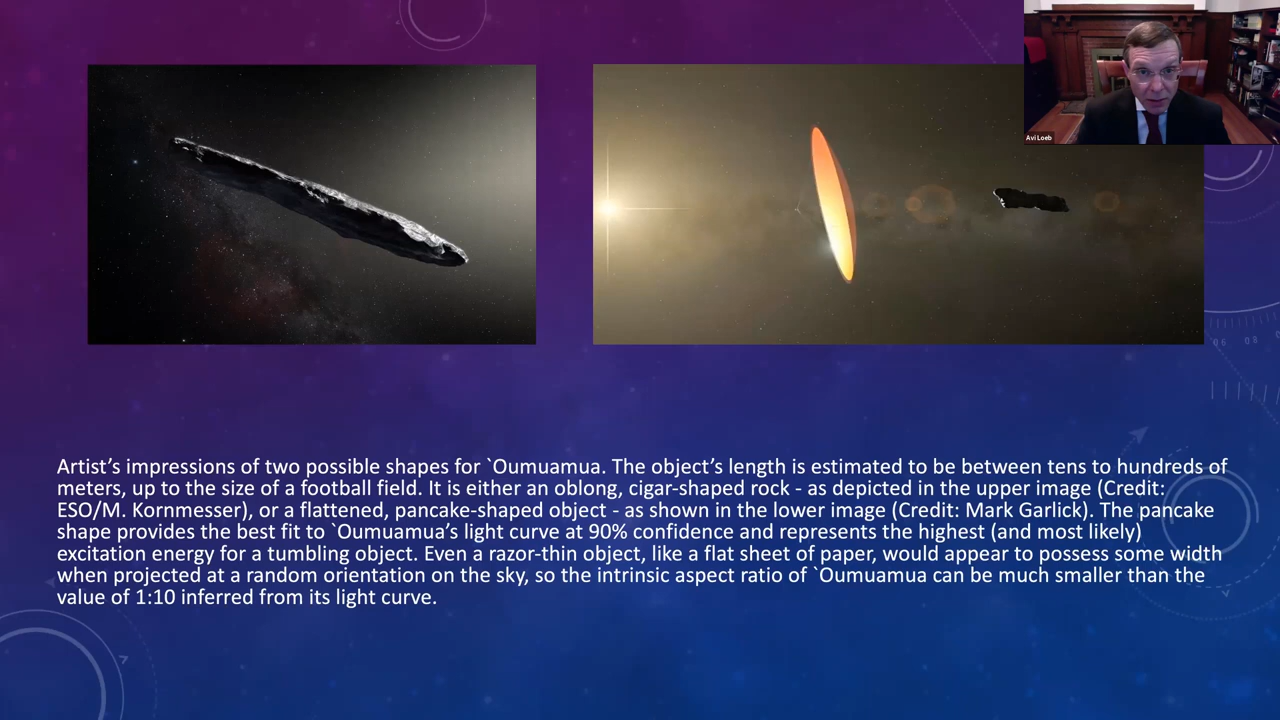 Avi Loeb
06 08
Artist's impressions of two possible shapes for `Oumuamua. The object's length is estimated to be between tens to hundreds of
meters, up to the size of a football field. It is either an oblong, cigar-shaped rock - as depicted in the upper image (Credit:
ESO/M. Kornmesser), or a flattened, pancake-shaped object - as shown in the lower image (Credit: Mark Garlick). The pancake
shape provides the best fit to `Oumuamua's light curve at 90% confidence and represents the highest (and most likely)
excitation energy for a tumbling object. Even a razor-thin object, like a flat sheet of paper, would appear to possess some width
when projected at a random orientation on the sky, so the intrinsic aspect ratio of `Oumuamua can be much smaller than the
value of 1:10 inferred from its light curve.